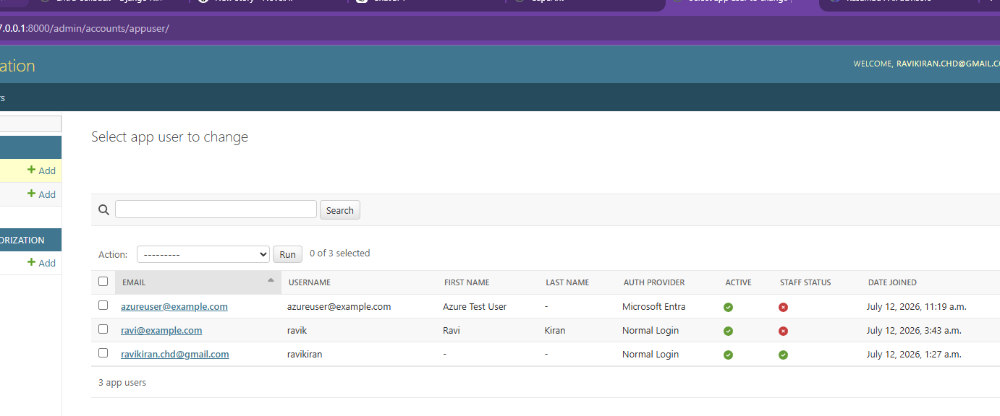 7.0.0.1:8000/admin/accounts/appuser/
ation
WELCOME, RAVIKIRAN.CHD@GMAIL.CO
rs
Select app user to change
+ Add
+ Add
Search
ORIZATION
Action: --------- Run 0 of 3 selected
+ Add
EMAIL USERNAME FIRST NAME LAST NAME AUTH PROVIDER ACTIVE STAFF STATUS DATE JOINED
azureuser@example.com azureuser@example.com Azure Test User - Microsoft Entra July 12, 2026, 11:19 a.m.
ravi@example.com ravik Ravi Kiran Normal Login July 12, 2026, 3:43 a.m.
ravikiran.chd@gmail.com ravikiran - - Normal Login July 12, 2026, 1:27 a.m.
3 app users